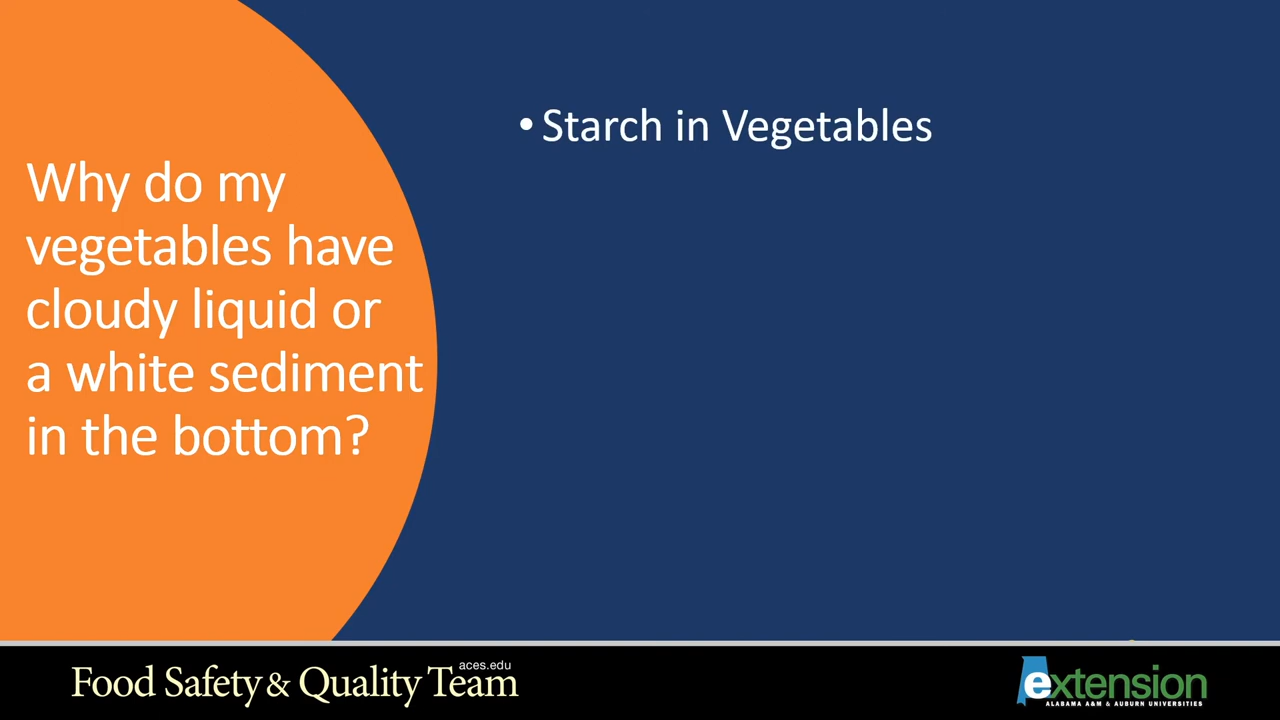 Why do my
vegetables have
cloudy liquid or
a white sediment
in the bottom?
• Starch in Vegetables
aces.edu
Food Safety & Quality Team
extension
ALABAMA A&M & AUBURN UNIVERSITIES